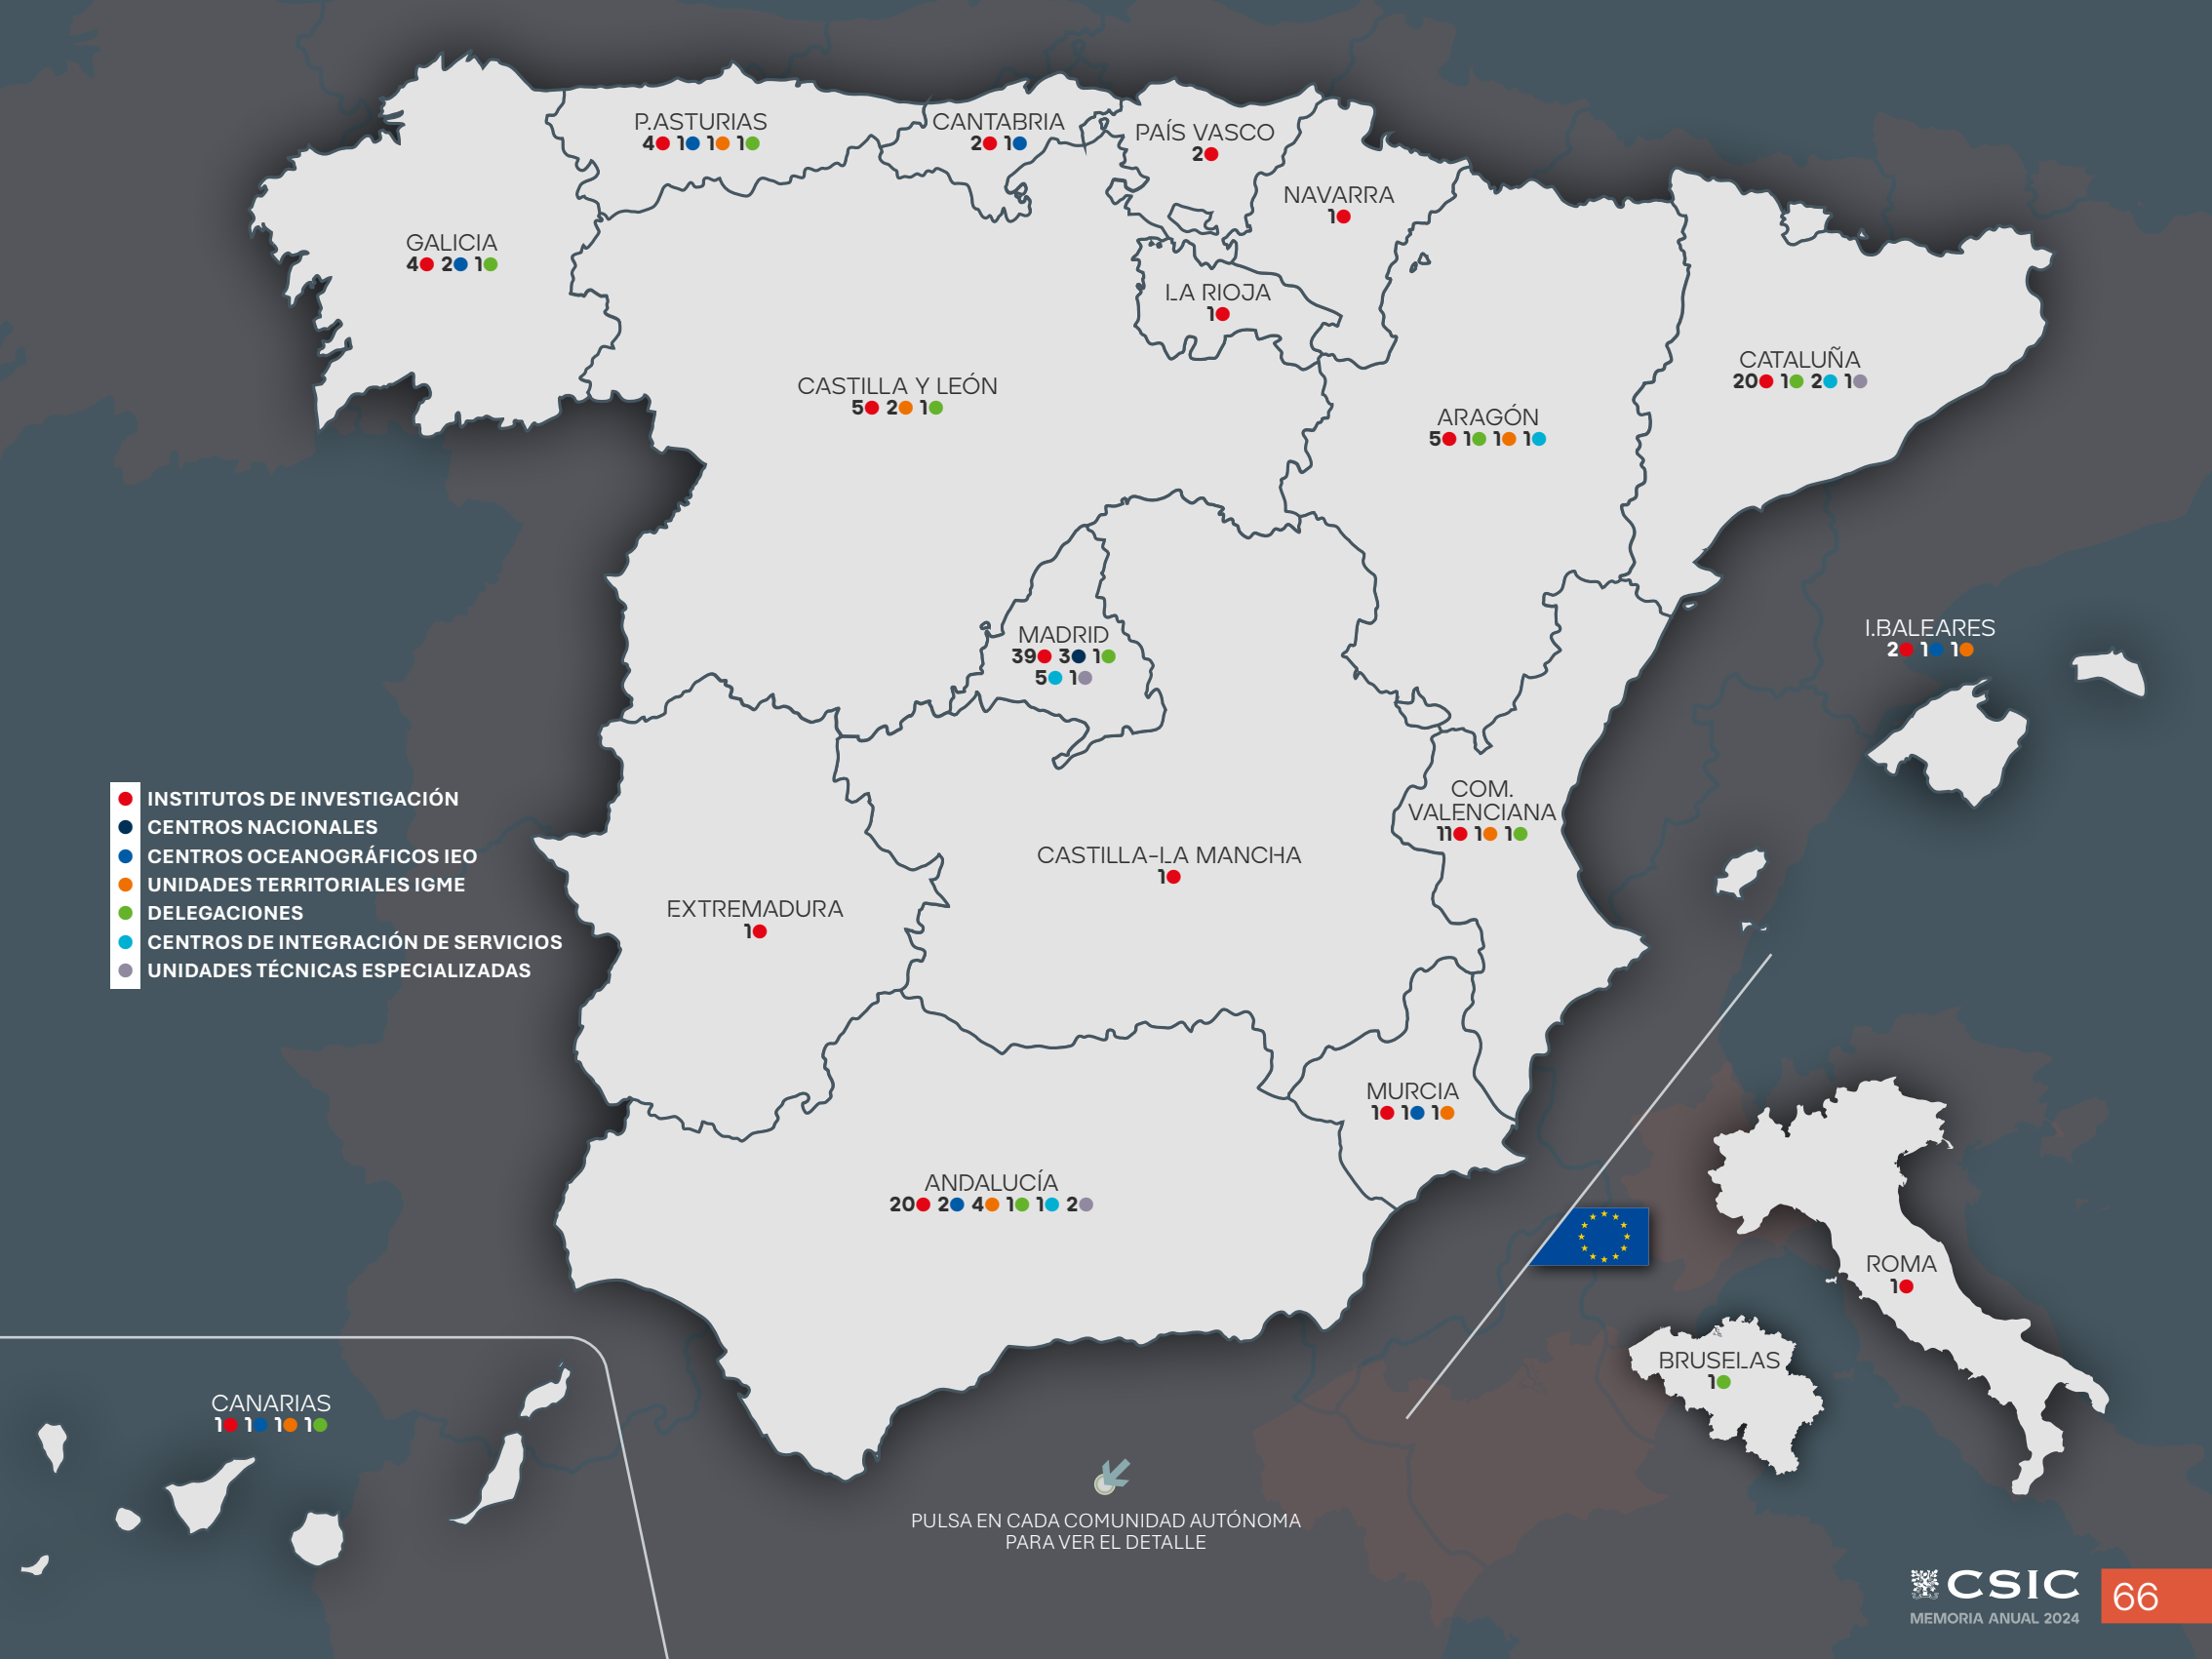 P.ASTURIAS
4 1 1 1
CANTABRIA
2 1
PAÍS VASCO
2
NAVARRA
1
GALICIA
4 2 1
LA RIOJA
1
CATALUÑA
20 1 2 1
CASTILLA Y LEÓN
5 2 1
ARAGÓN
5 1 1 1
MADRID
39 3 1
5 1
I.BALEARES
2 1 1
INSTITUTOS DE INVESTIGACIÓN
CENTROS NACIONALES
CENTROS OCEANOGRÁFICOS IEO
UNIDADES TERRITORIALES IGME
DELEGACIONES
CENTROS DE INTEGRACIÓN DE SERVICIOS
UNIDADES TÉCNICAS ESPECIALIZADAS
COM.
VALENCIANA
11 1 1
CASTILLA-LA MANCHA
1
EXTREMADURA
1
MURCIA
1 1 1
ANDALUCÍA
20 2 4 1 1 2
ROMA
1
BRUSELAS
1
CANARIAS
1 1 1 1
PULSA EN CADA COMUNIDAD AUTÓNOMA
PARA VER EL DETALLE
CSIC
MEMORIA ANUAL 2024
66